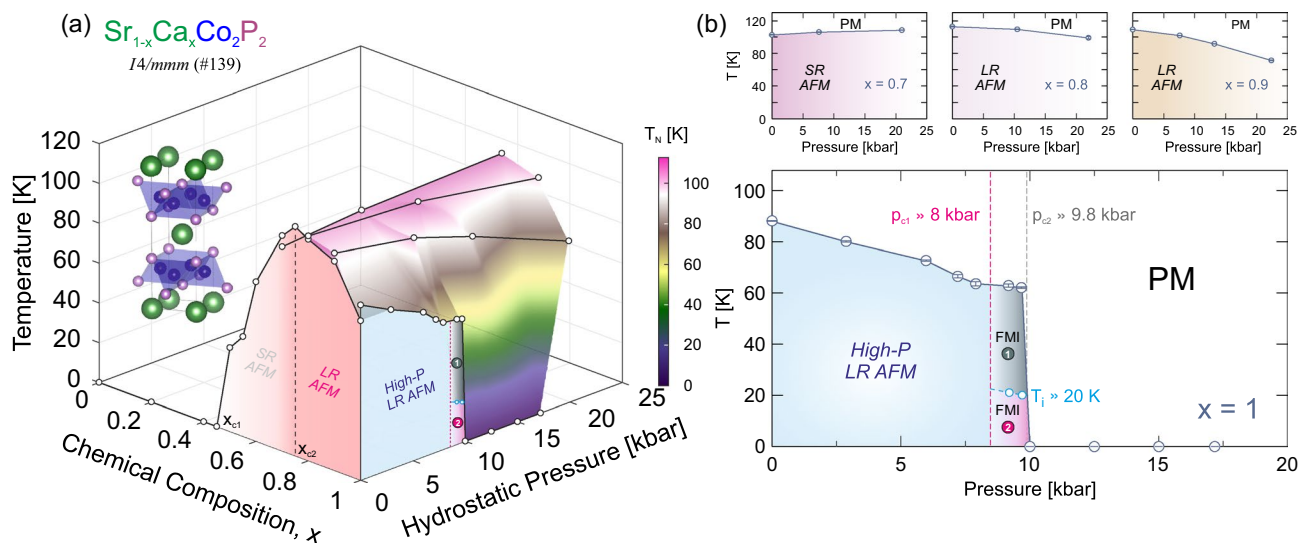 (a)
Sr1-xCaxCo2P2
I4/mmm (#139)
Temperature [K]
120
100
80
60
40
20
0
0
0.2
0.4
0.6
0.8
1
Chemical Composition, x
0
5
10
15
20
25
Hydrostatic Pressure [kbar]
SR
AFM
LR
AFM
High-P
LR AFM
1
2
xc1
xc2
TN [K]
100
80
60
40
20
0
(b)
T [K]
120
80
40
0
PM
SR
AFM
x = 0.7
0 5 10 15 20 25
Pressure [kbar]
PM
LR
AFM
x = 0.8
0 5 10 15 20 25
Pressure [kbar]
PM
LR
AFM
x = 0.9
0 5 10 15 20 25
Pressure [kbar]
T [K]
100
80
60
40
20
0
pc1 » 8 kbar
pc2 » 9.8 kbar
PM
High-P
LR AFM
FMI
1
FMI
2
Ti » 20 K
x = 1
0 5 10 15 20
Pressure [kbar]